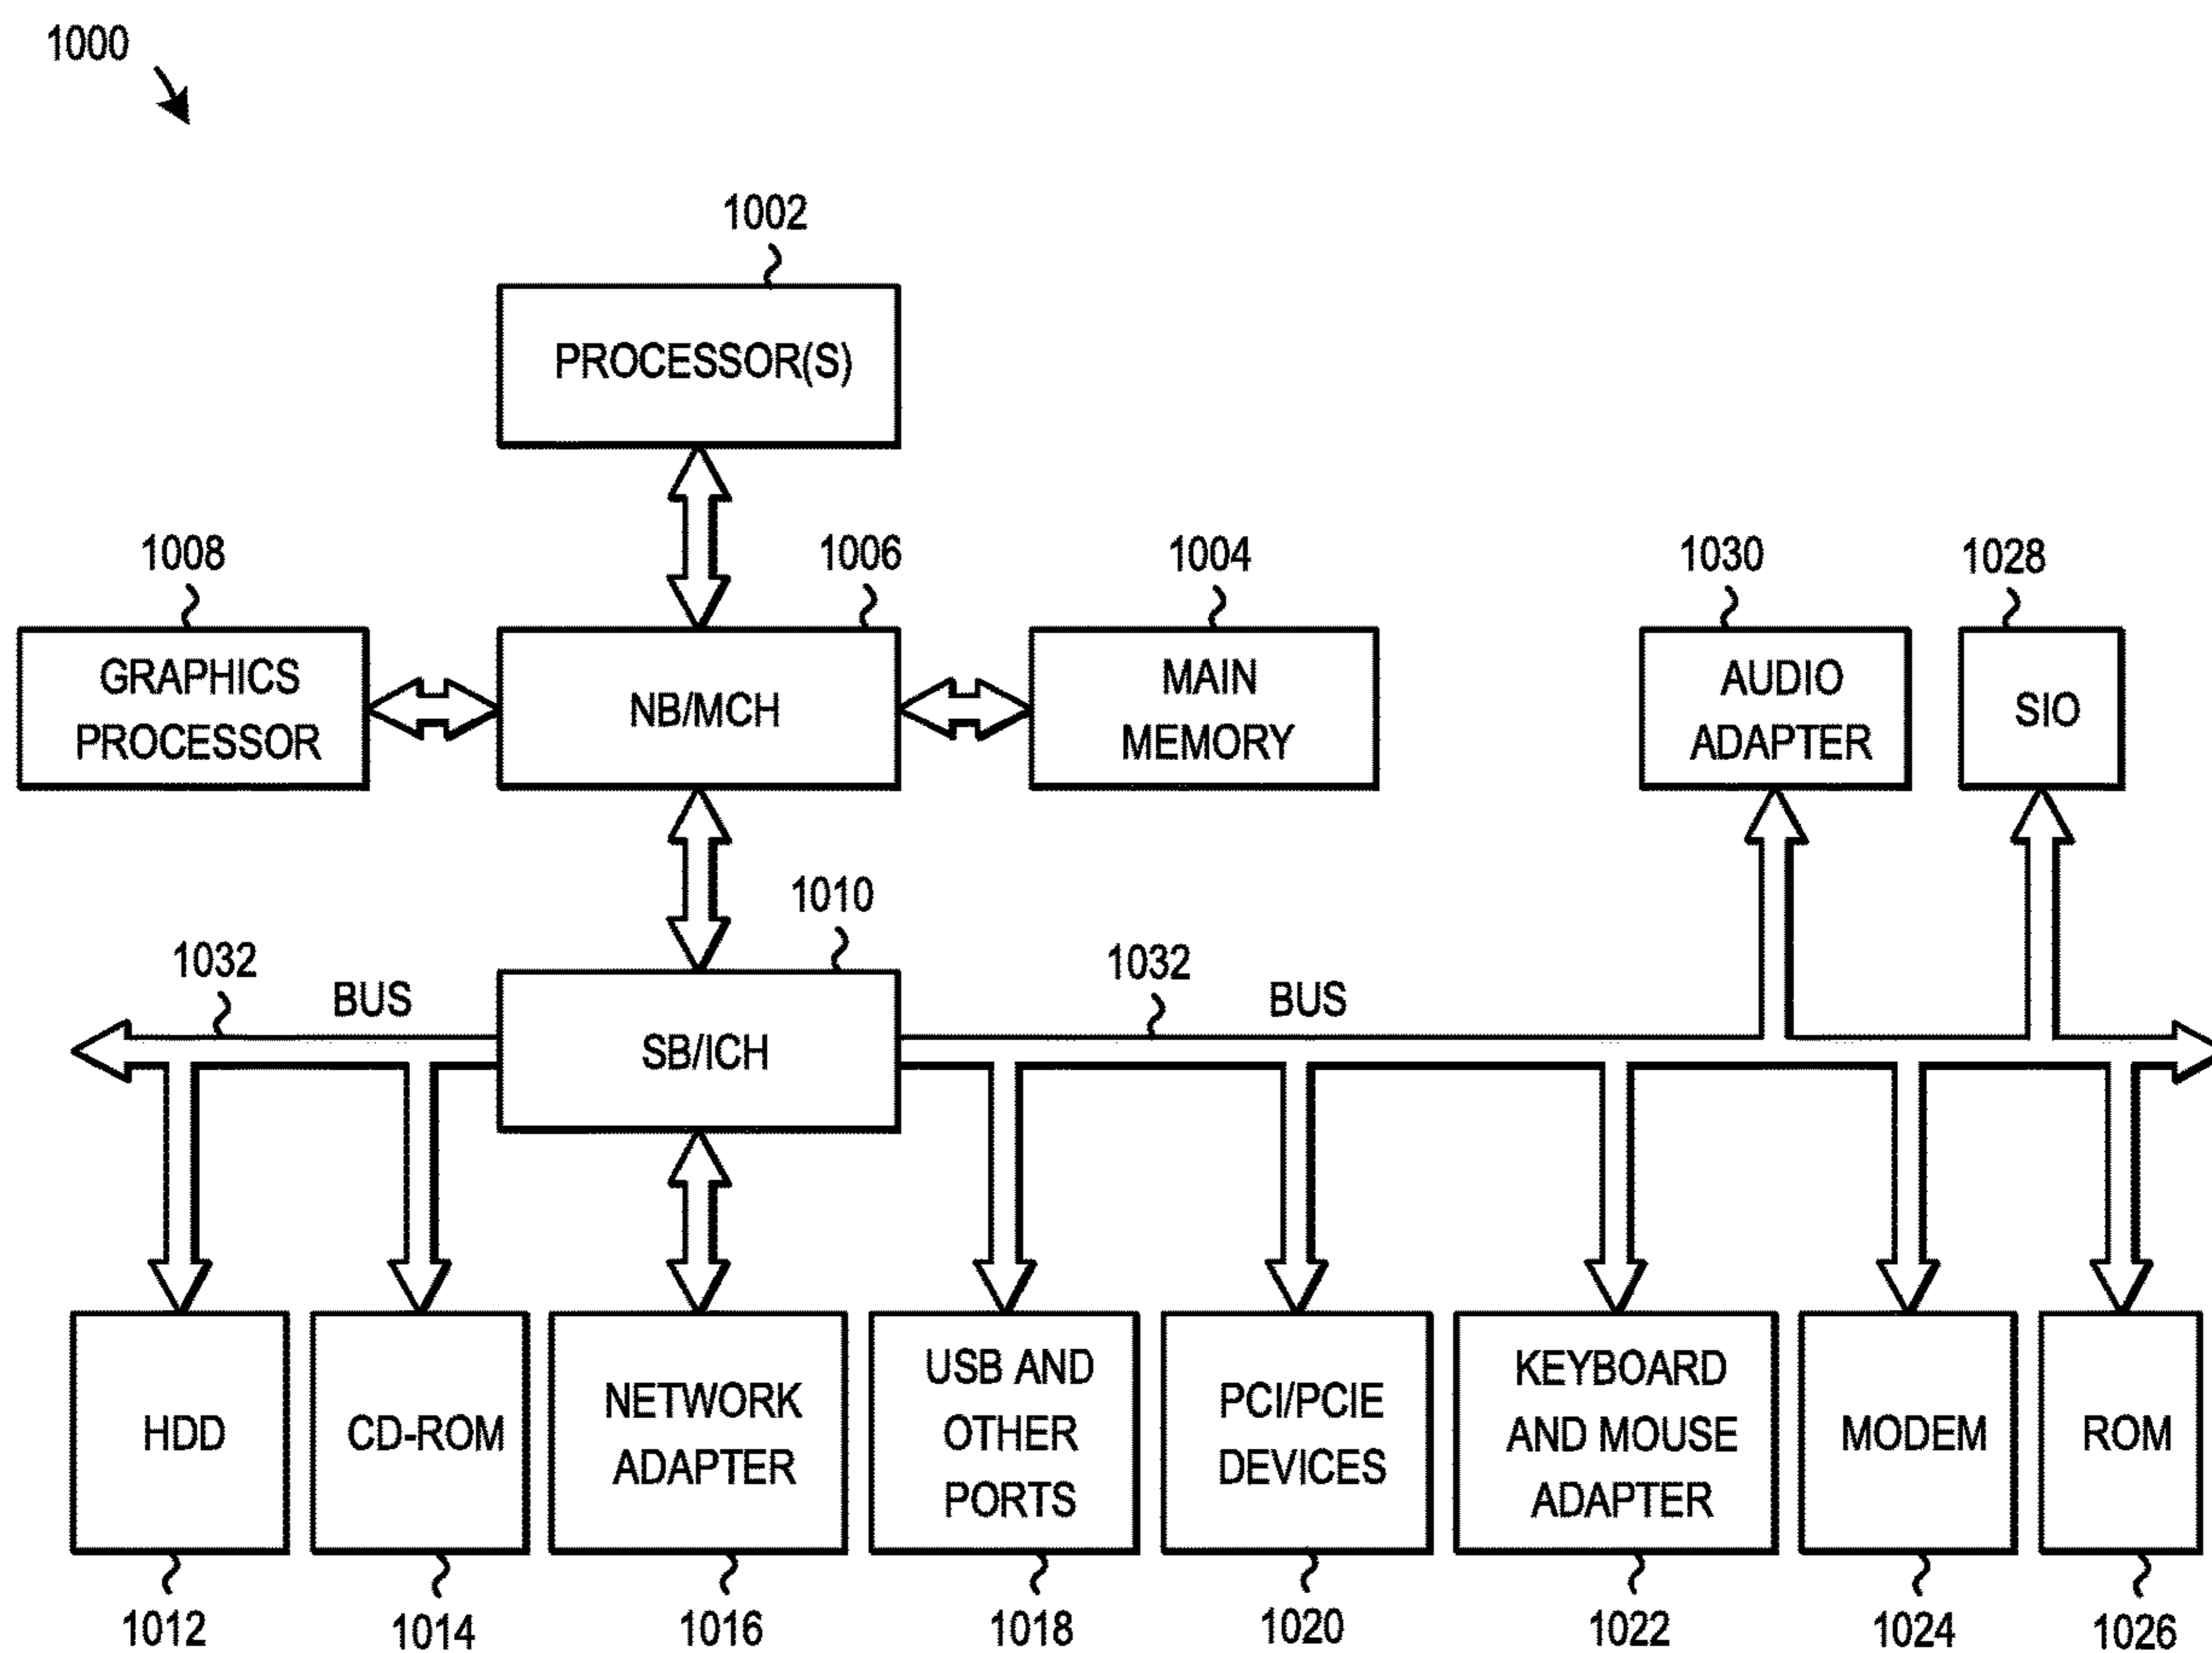 1000
1002
PROCESSOR(S)
1008
1006
1004
1030
1028
GRAPHICS
PROCESSOR
NB/MCH
MAIN
MEMORY
AUDIO
ADAPTER
SIO
1010
1032
BUS
SB/ICH
1032
BUS
HDD
CD-ROM
NETWORK
ADAPTER
USB AND
OTHER
PORTS
PCI/PCIE
DEVICES
KEYBOARD
AND MOUSE
ADAPTER
MODEM
ROM
1012
1014
1016
1018
1020
1022
1024
1026